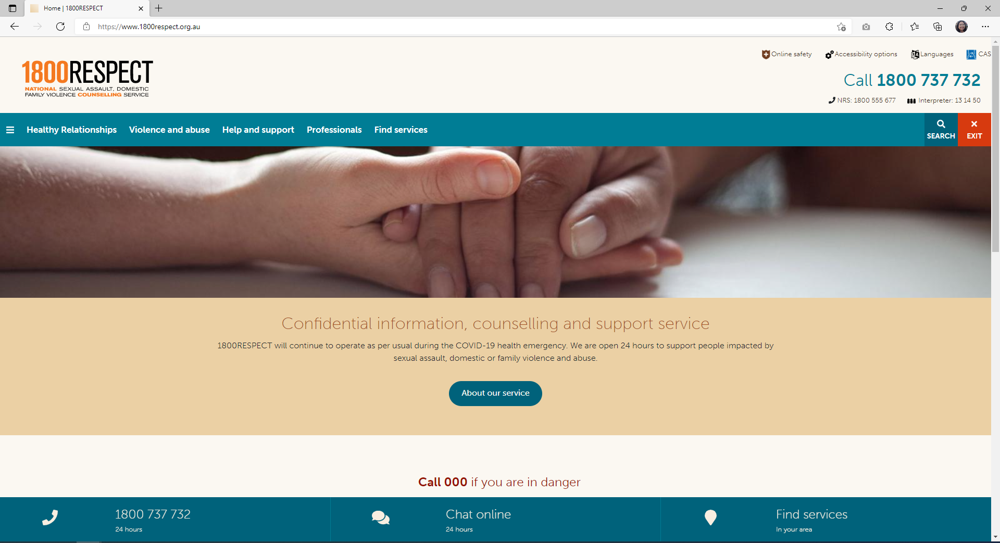 Home | 1800RESPECT
https://www.1800respect.org.au
Online safety
Accessibility options
Languages
CAS
1800RESPECT
NATIONAL SEXUAL ASSAULT, DOMESTIC
FAMILY VIOLENCE COUNSELLING SERVICE
Call 1800 737 732
NRS: 1800 555 677
Interpreter: 13 14 50
Healthy Relationships
Violence and abuse
Help and support
Professionals
Find services
SEARCH
EXIT
Confidential information, counselling and support service
1800RESPECT will continue to operate as per usual during the COVID-19 health emergency. We are open 24 hours to support people impacted by
sexual assault, domestic or family violence and abuse.
About our service
Call 000 if you are in danger
1800 737 732
24 hours
Chat online
24 hours
Find services
In your area